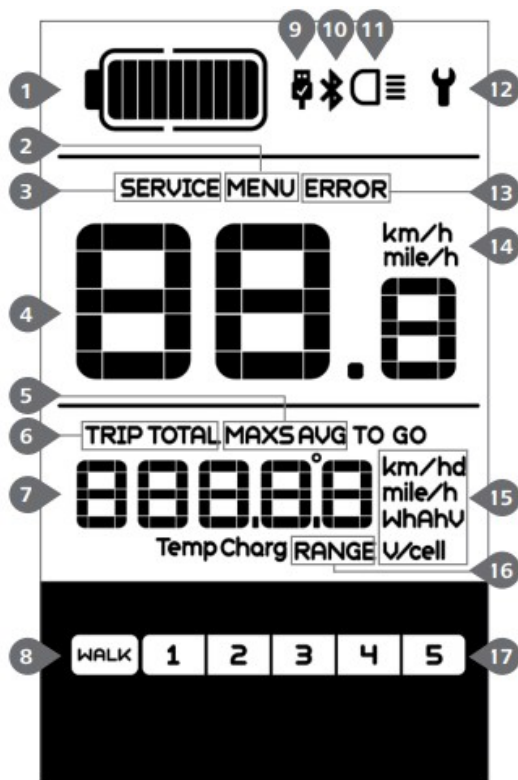 9 10 11
1 12
2
3 SERVICE MENU ERROR 13
km/h
mile/h 14
4 88.8
5
6 TRIP TOTAL MAXS AVG TO GO
7 888.8.8° km/hd
mile/h 15
WhAhV
Temp Charg RANGE V/cell
16
8 WALK 1 2 3 4 5 17